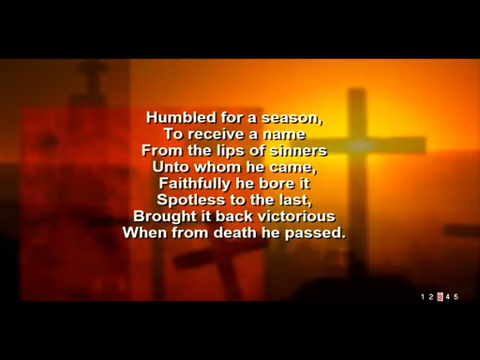 Humbled for a season,
To receive a name
From the lips of sinners
Unto whom he came,
Faithfully he bore it
Spotless to the last,
Brought it back victorious
When from death he passed.
1 2 3 4 5